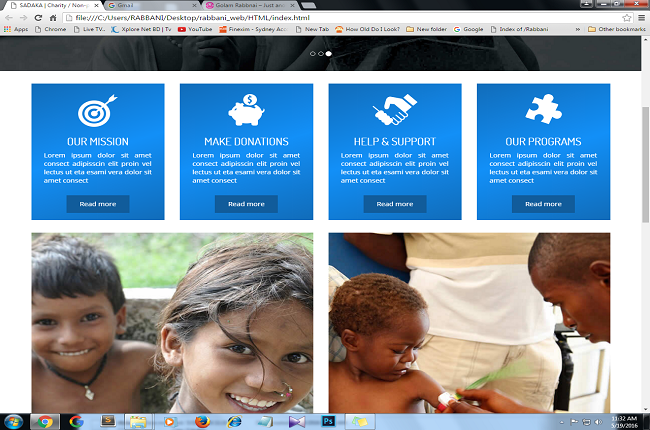 SADAKA | Charity / Non-p
Gmail
Golam Rabbnai – Just an
file:///C:/Users/RABBANI/Desktop/rabbani_web/HTML/index.html
Apps
Chrome
Live TV..
Xplore Net BD | Tv
YouTube
Finexim - Sydney Ac
New Tab
How Old Do I Look?
New folder
Google
Index of /Rabbani
Other bookmarks
OUR MISSION
Lorem ipsum dolor sit amet
consect adipisscin elit proin vel
lectus ut eta esami vera dolor sit
amet consect
Read more
MAKE DONATIONS
Lorem ipsum dolor sit amet
consect adipisscin elit proin vel
lectus ut eta esami vera dolor sit
amet consect
Read more
HELP & SUPPORT
Lorem ipsum dolor sit amet
consect adipisscin elit proin vel
lectus ut eta esami vera dolor sit
amet consect
Read more
OUR PROGRAMS
Lorem ipsum dolor sit amet
consect adipisscin elit proin vel
lectus ut eta esami vera dolor sit
amet consect
Read more
11:32 AM
5/19/2016